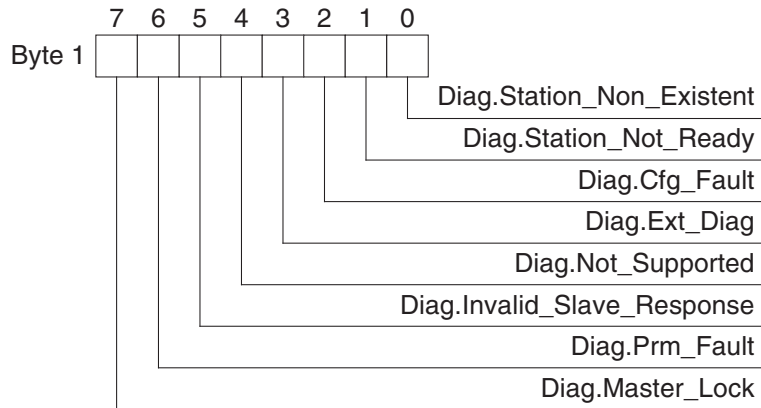 7 6 5 4 3 2 1 0
Byte 1
Diag.Station_Non_Existent
Diag.Station_Not_Ready
Diag.Cfg_Fault
Diag.Ext_Diag
Diag.Not_Supported
Diag.Invalid_Slave_Response
Diag.Prm_Fault
Diag.Master_Lock